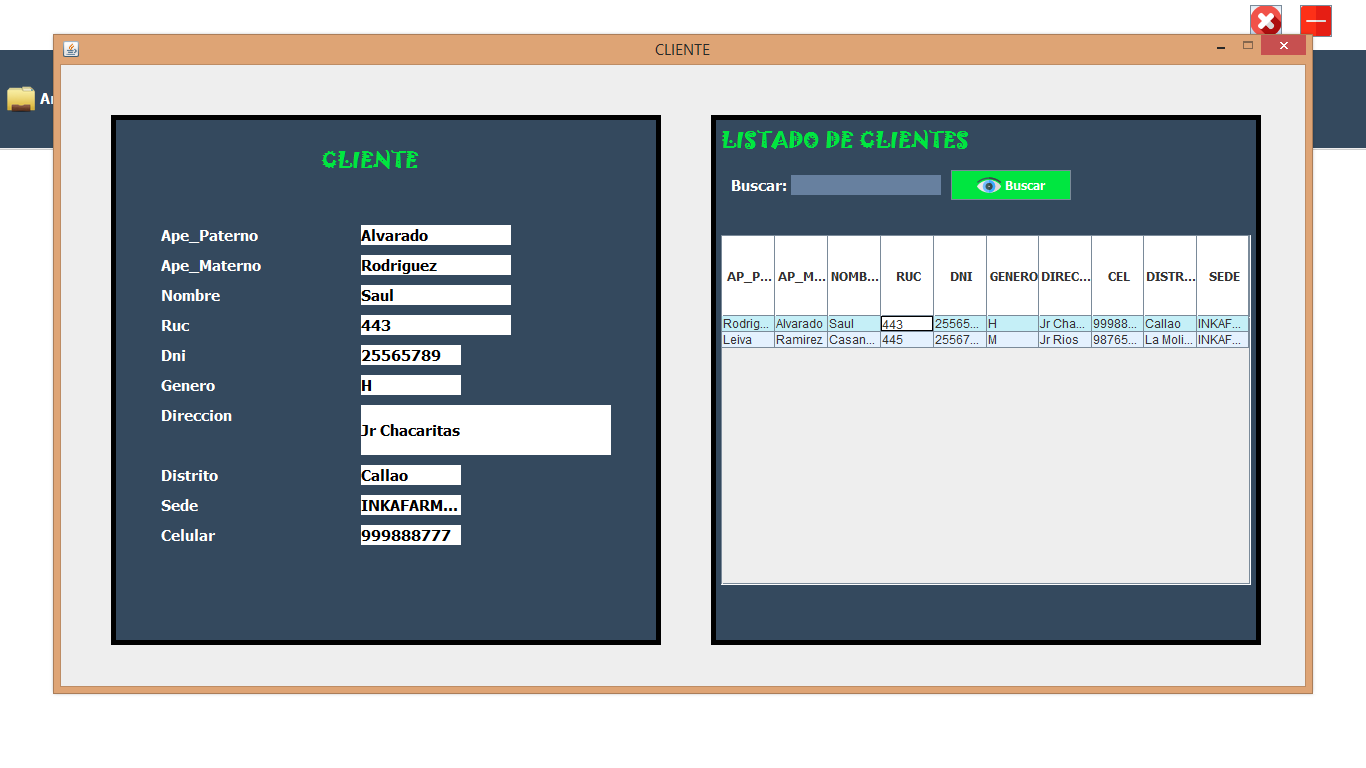 CLIENTE
CLIENTE
Ape_Paterno Alvarado
Ape_Materno Rodriguez
Nombre Saul
Ruc 443
Dni 25565789
Genero H
Direccion Jr Chacaritas
Distrito Callao
Sede INKAFARM...
Celular 999888777
LISTADO DE CLIENTES
Buscar: Buscar
AP_P... AP_M... NOMB... RUC DNI GENERO DIREC... CEL DISTR... SEDE
Rodrig... Alvarado Saul 443 25565... H Jr Cha... 99988... Callao INKAF...
Leiva Ramirez Casan... 445 25567... M Jr Rios 98765... La Moli... INKAF...